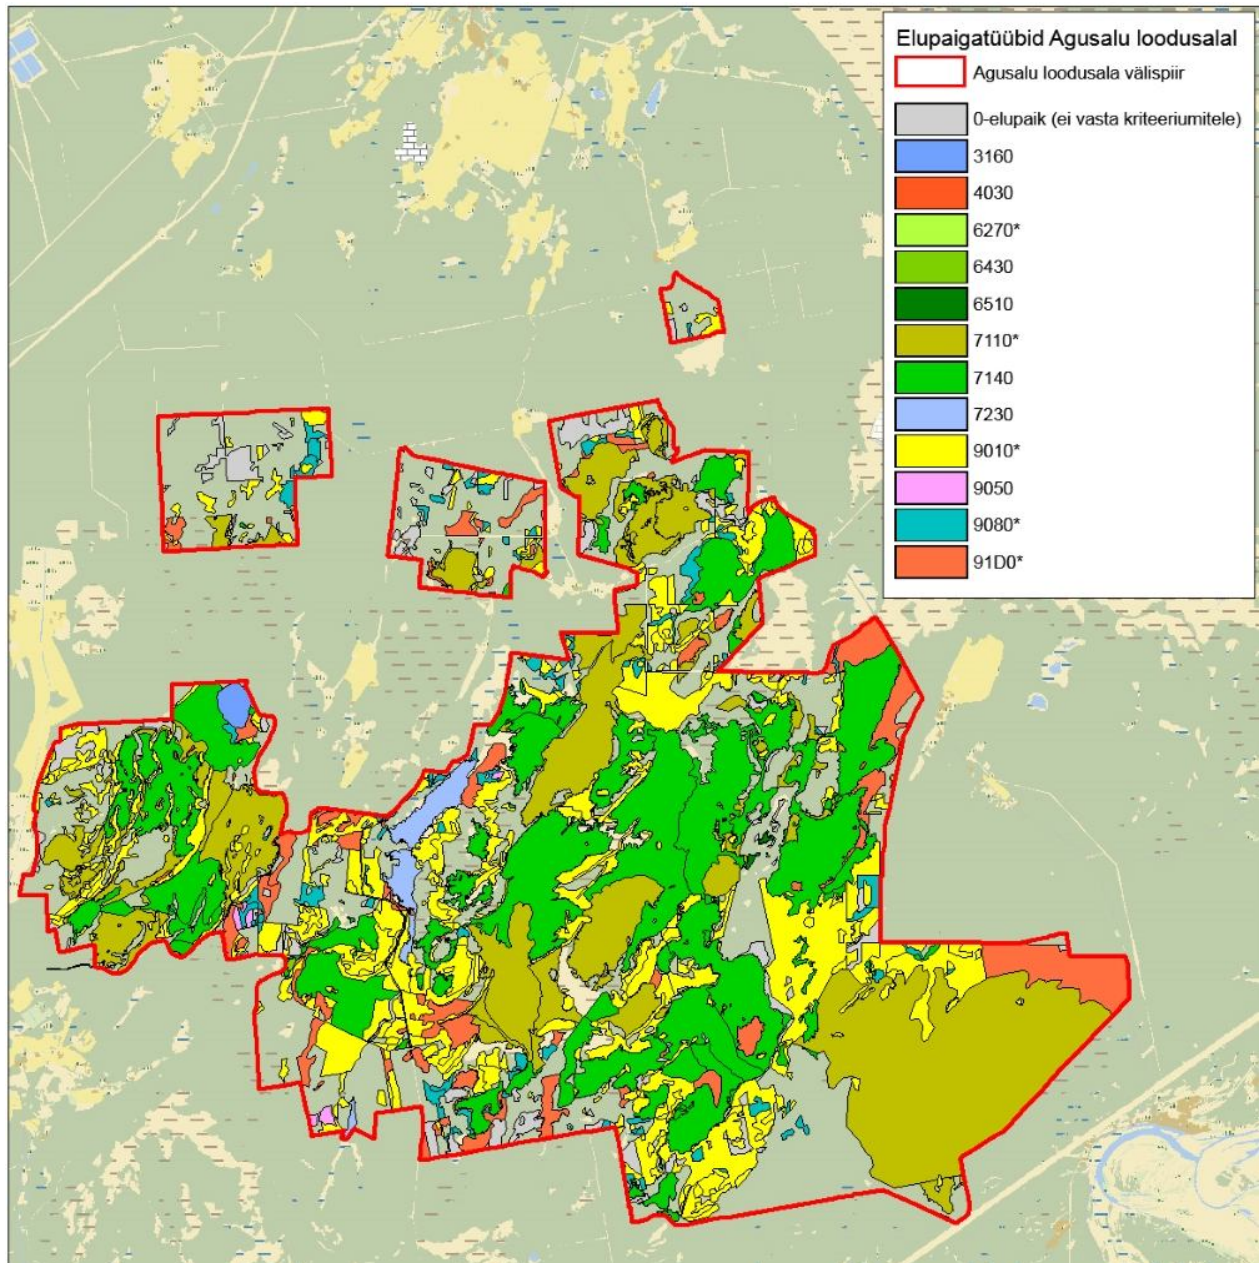 Elupaigatüübid Agusalu loodusalal
Agusalu loodusala välispiir
0-elupaik (ei vasta kriteeriumitele)
3160
4030
6270*
6430
6510
7110*
7140
7230
9010*
9050
9080*
91D0*